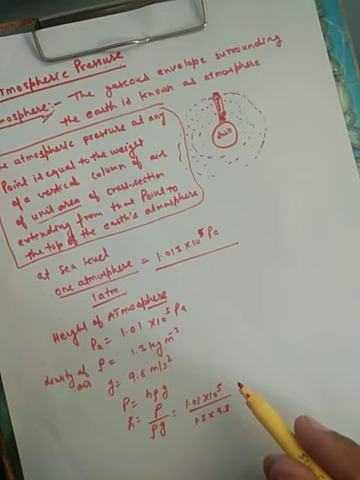 Atmospheric Pressure
Atmosphere:- The gaseous envelope surrounding
the earth is known as atmosphere
The atmospheric pressure at any
Point is equal to the weight
of a vertical column of air
of unit area of cross-section
extending from that Point to
the top of the earth's atmosphere
at Sea level
one atmosphere = 1.013 × 10⁵ Pa
1 atm
Height of Atmosphere
Pa = 1.01 × 10⁵ Pa
density of air ρ = 1.3 kg m⁻³
g = 9.8 m/s²
P = hρg
h = P/ρg = 1.01 × 10⁵/1.3 × 9.8